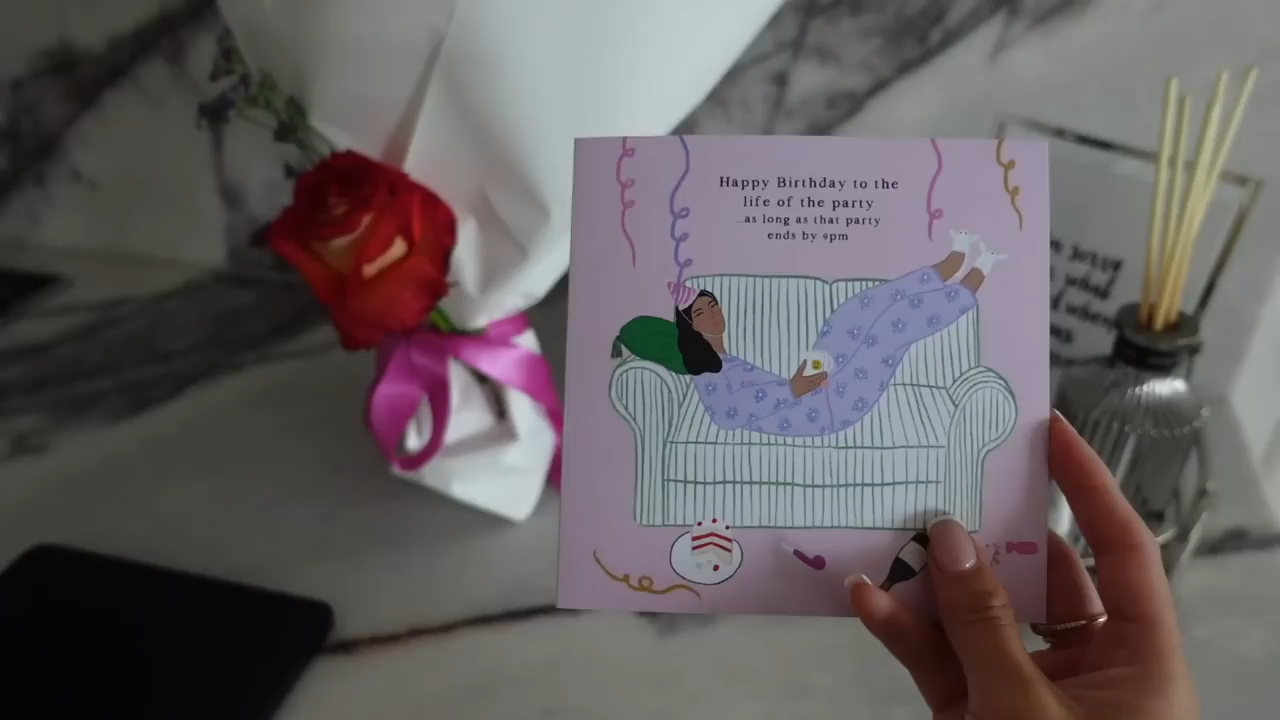 Happy Birthday to the
life of the party
...as long as that party
ends by 9pm